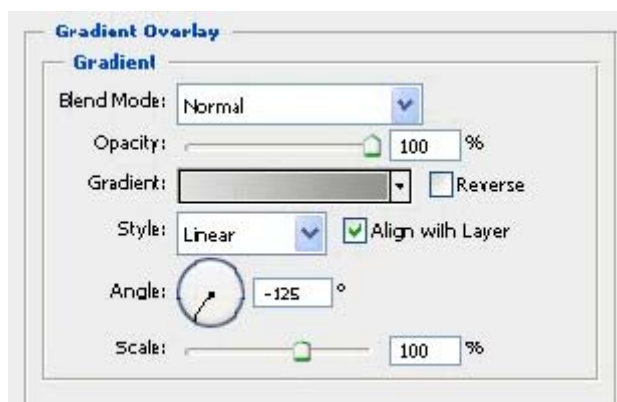 Gradient Overlay
Gradient
Blend Mode: Normal
Opacity: 100 %
Gradient: Reverse
Style: Linear Align with Layer
Angle: -125 °
Scale: 100 %